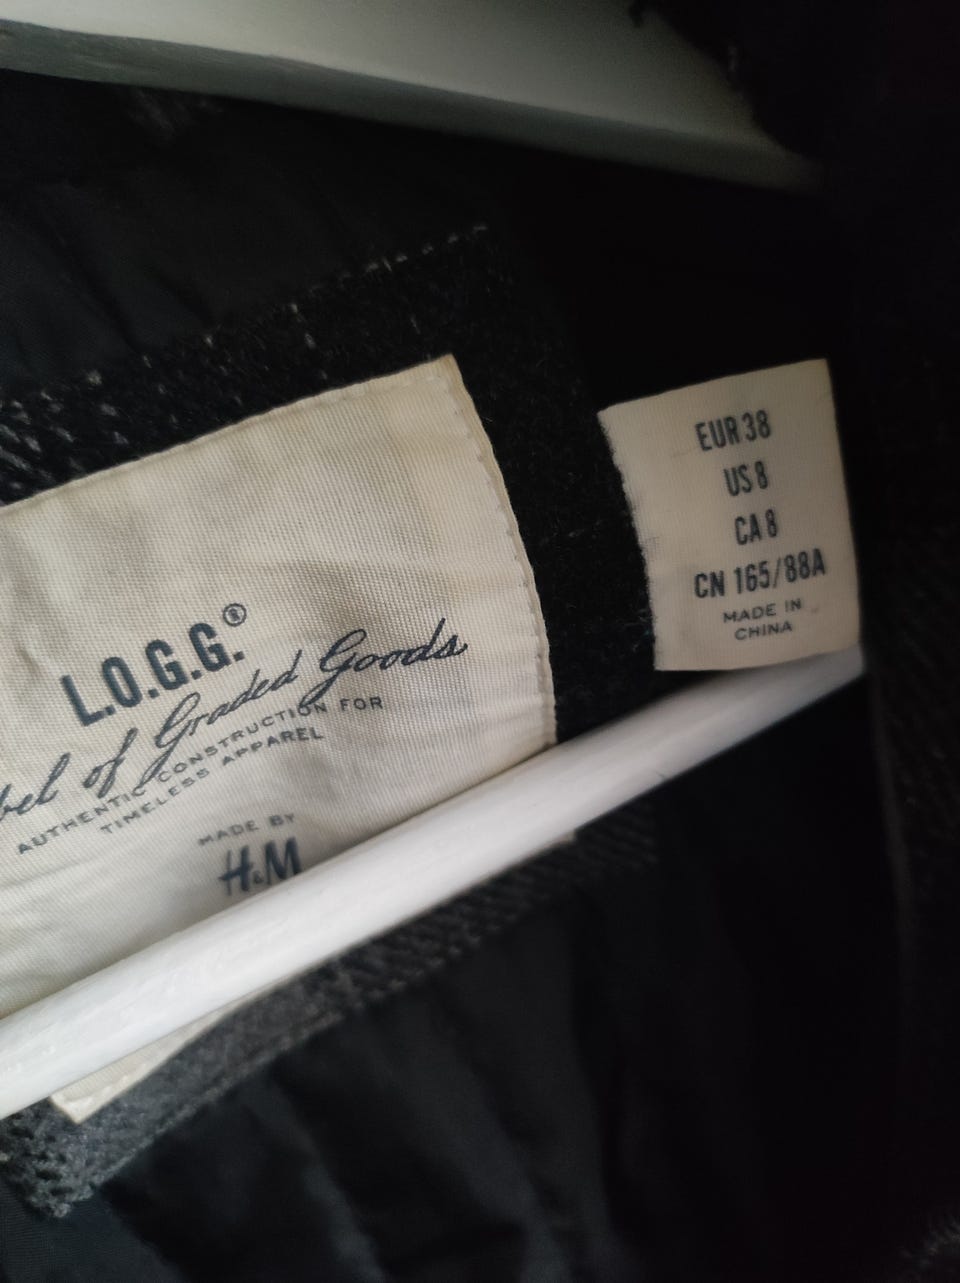 L.O.G.G.®
of Graded Goods
AUTHENTIC CONSTRUCTION FOR
TIMELESS APPAREL
MADE BY
H&M
EUR 38
US 8
CA 8
CN 165/88A
MADE IN
CHINA